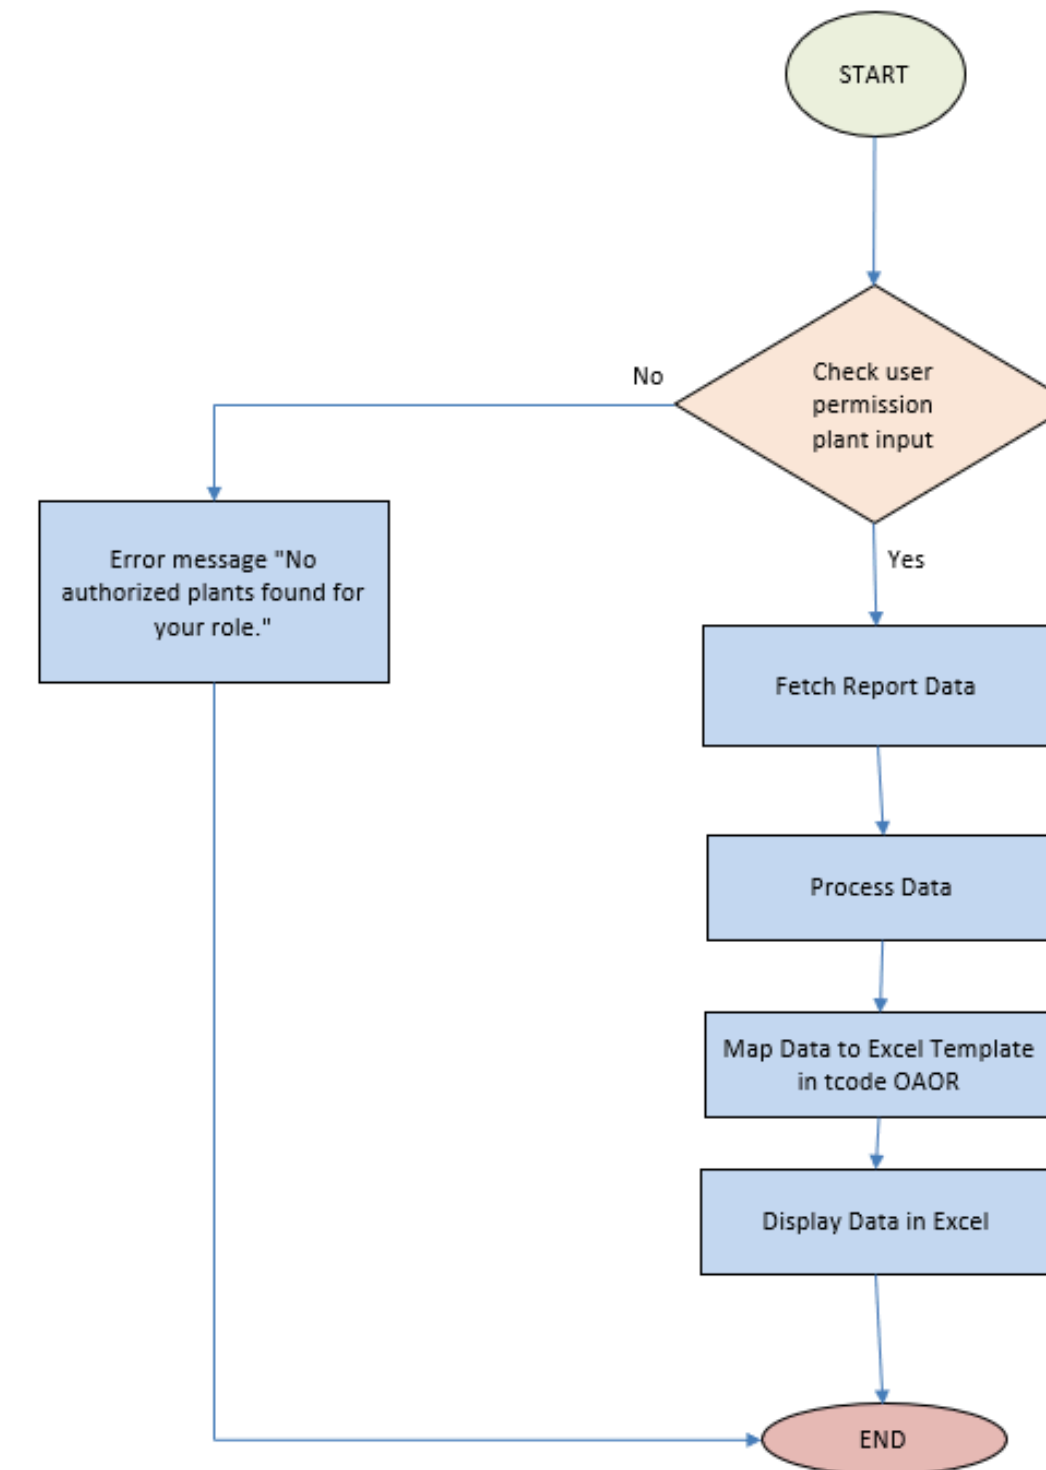 START
Check user
permission
plant input
No
Yes
Error message "No
authorized plants found for
your role."
Fetch Report Data
Process Data
Map Data to Excel Template
in tcode OAOR
Display Data in Excel
END